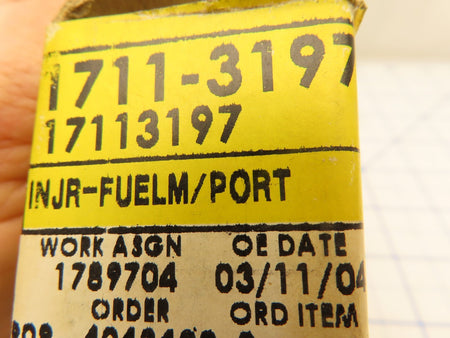 1711-3197
17113197
INJR-FUELM/PORT
WORK ASGN OE DATE
1789704 03/11/04
ORDER ORD ITEM